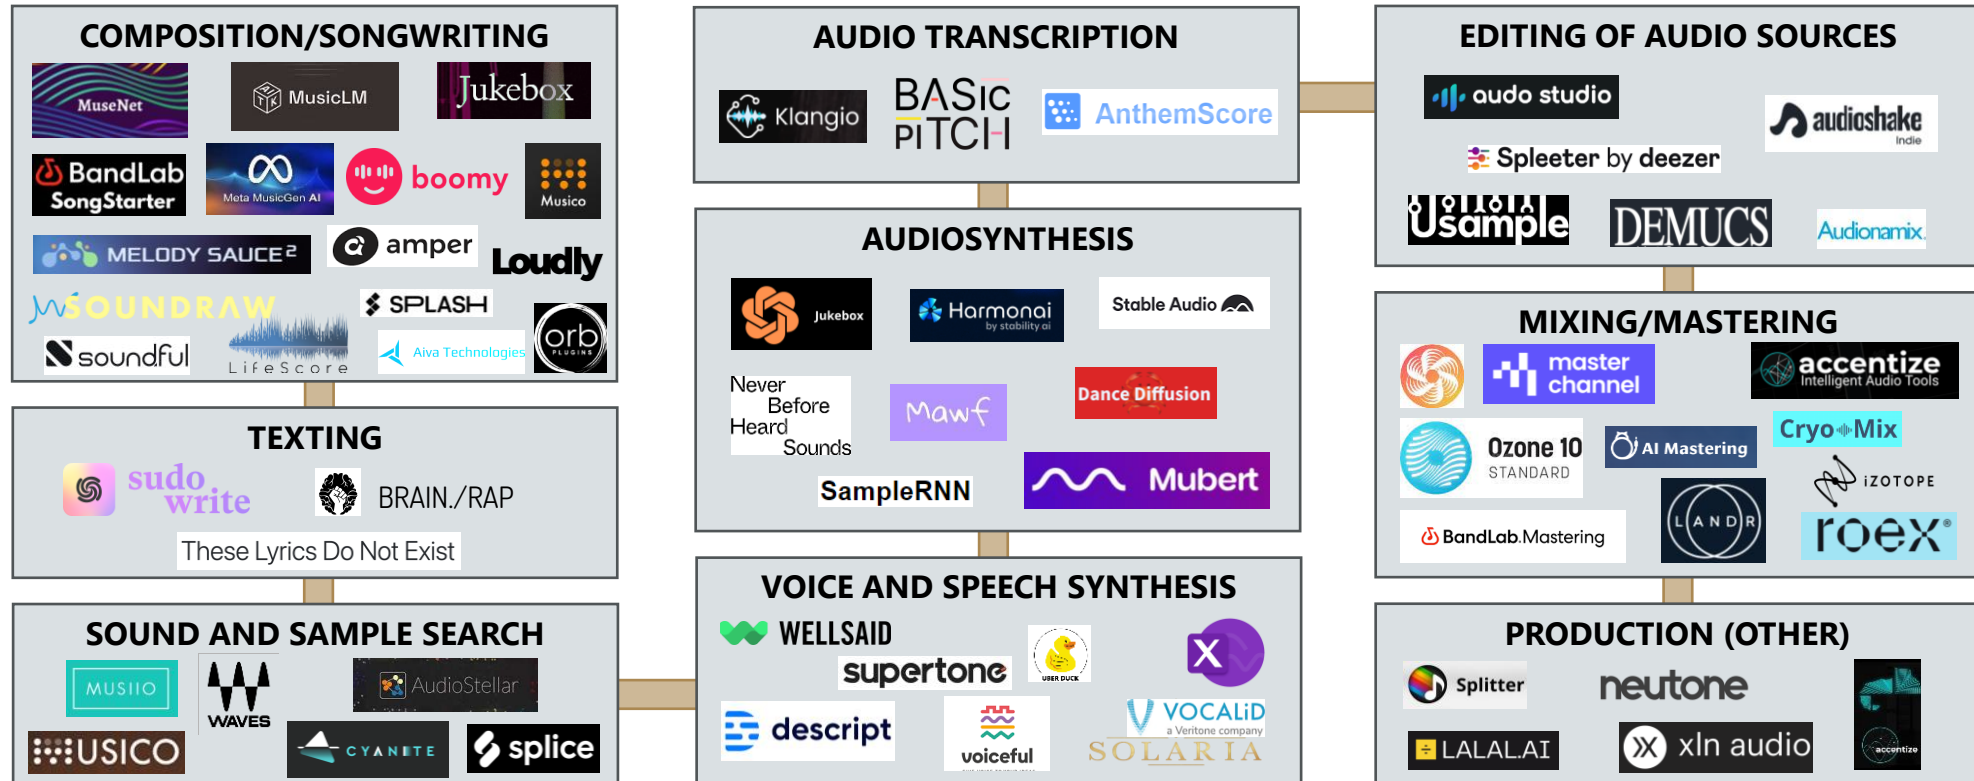 COMPOSITION/SONGWRITING
MuseNet
MusicLM
Jukebox
BandLab
SongStarter
Meta MusicGen AI
boomy
Musico
MELODY SAUCE²
amper
Loudly
SOUNDRAW
SPLASH
soundful
LifeScore
Aiva Technologies
orb
PLUGINS
TEXTING
sudo
write
BRAIN./RAP
These Lyrics Do Not Exist
SOUND AND SAMPLE SEARCH
MUSIIO
WAVES
AudioStellar
USICO
CYANITE
splice
AUDIO TRANSCRIPTION
Klangio
BASIC
PITCH
AnthemScore
AUDIOSYNTHESIS
Jukebox
Harmonai
by stability ai
Stable Audio
Never
Before
Heard
Sounds
Mawf
Dance Diffusion
SampleRNN
Mubert
VOICE AND SPEECH SYNTHESIS
WELLSAID
supertone
UBER DUCK
X
descript
voiceful
VOCALiD
a Veritone company
SOLARIA
EDITING OF AUDIO SOURCES
audo studio
audioshake
Indie
Spleeter by deezer
Usample
DEMUCS
Audionamix.
MIXING/MASTERING
master
channel
accentize
Intelligent Audio Tools
Ozone 10
STANDARD
AI Mastering
Cryo Mix
iZOTOPE
BandLab.Mastering
LANDR
roex®
PRODUCTION (OTHER)
Splitter
neutone
accentize
LALAL.AI
xln audio